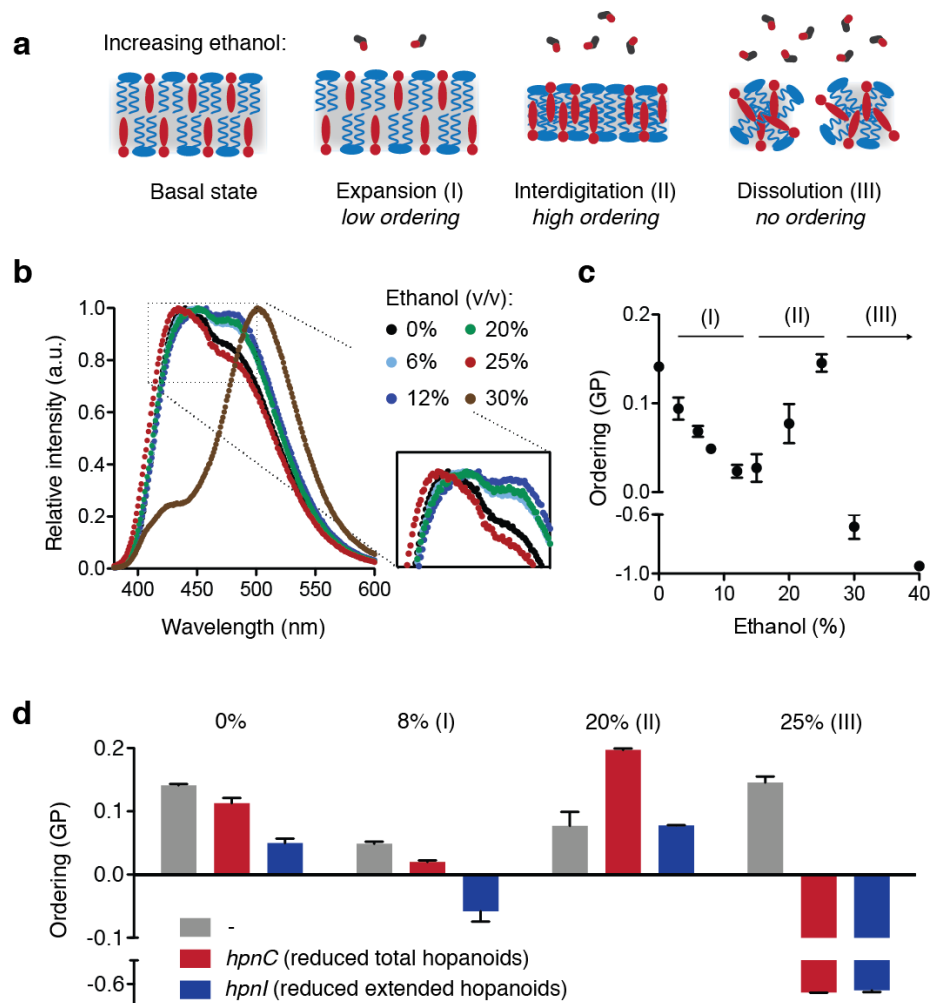 a
Increasing ethanol:
Basal state
Expansion (I)
low ordering
Interdigitation (II)
high ordering
Dissolution (III)
no ordering
b
Relative intensity (a.u.)
1.0
0.8
0.6
0.4
0.2
0.0
400 450 500 550 600
Wavelength (nm)
Ethanol (v/v):
0% 20%
6% 25%
12% 30%
c
Ordering (GP)
0.2
0.1
0.0
-0.6
-1.0
(I) (II) (III)
0 10 20 30 40
Ethanol (%)
d
0% 8% (I) 20% (II) 25% (III)
Ordering (GP)
0.2
0.1
0.0
-0.1
-0.6
-
hpnC (reduced total hopanoids)
hpnI (reduced extended hopanoids)